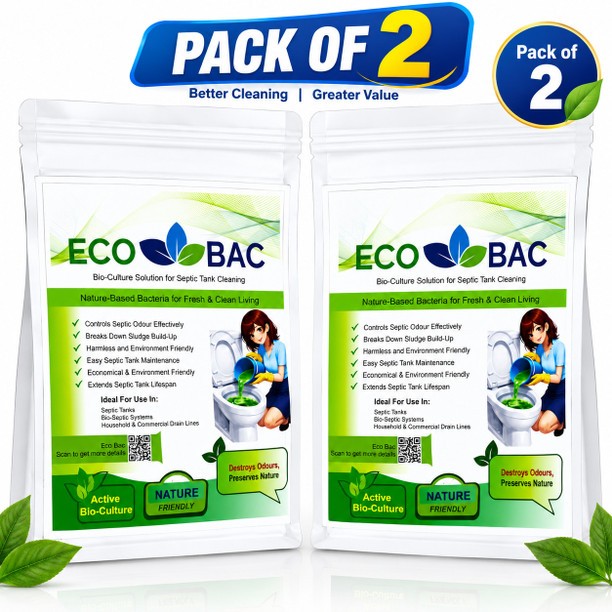 PACK OF 2
Better Cleaning | Greater Value
Pack of
2
ECO BAC
Bio-Culture Solution for Septic Tank Cleaning
Nature-Based Bacteria for Fresh & Clean Living
Controls Septic Odour Effectively
Breaks Down Sludge Build-Up
Harmless and Environment Friendly
Easy Septic Tank Maintenance
Economical & Environment Friendly
Extends Septic Tank Lifespan
Ideal For Use In:
Septic Tanks
Bio-Septic Systems
Household & Commercial Drain Lines
Eco Bac
Scan to get more details
Destroys Odours,
Preserves Nature
Active
Bio-Culture
NATURE
FRIENDLY
ECO BAC
Bio-Culture Solution for Septic Tank Cleaning
Nature-Based Bacteria for Fresh & Clean Living
Controls Septic Odour Effectively
Breaks Down Sludge Build-Up
Harmless and Environment Friendly
Easy Septic Tank Maintenance
Economical & Environment Friendly
Extends Septic Tank Lifespan
Ideal For Use In:
Septic Tanks
Bio-Septic Systems
Household & Commercial Drain Lines
Eco Bac
Scan to get more details
Destroys Odours,
Preserves Nature
Active
Bio-Culture
NATURE
FRIENDLY